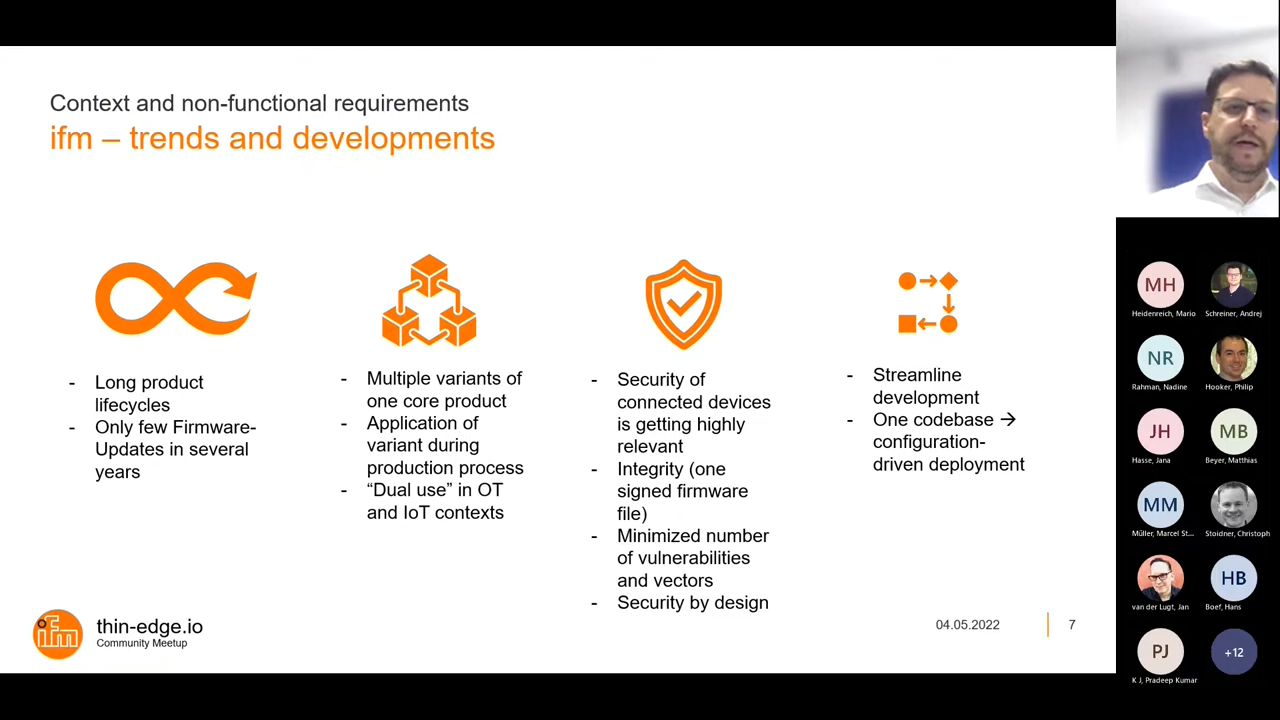 Context and non-functional requirements
ifm – trends and developments
- Long product
lifecycles
- Only few Firmware-
Updates in several
years
- Multiple variants of
one core product
- Application of
variant during
production process
- “Dual use” in OT
and IoT contexts
- Security of
connected devices
is getting highly
relevant
- Integrity (one
signed firmware
file)
- Minimized number
of vulnerabilities
and vectors
- Security by design
- Streamline
development
- One codebase →
configuration-
driven deployment
ifm
thin-edge.io
Community Meetup
04.05.2022
7
MH
Heidenreich, Mario
Schreiner, Andrej
NR
Rahman, Nadine
Hooker, Philip
JH
Hasse, Jana
MB
Beyer, Matthias
MM
Müller, Marcel St...
Stoidner, Christoph
van der Lugt, Jan
HB
Boef, Hans
PJ
K J, Pradeep Kumar
+12